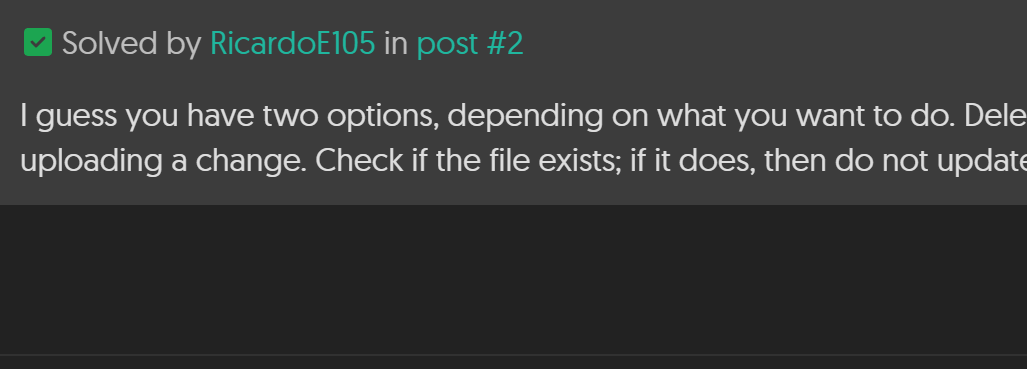 Solved by RicardoE105 in post #2
I guess you have two options, depending on what you want to do. Dele
uploading a change. Check if the file exists; if it does, then do not update